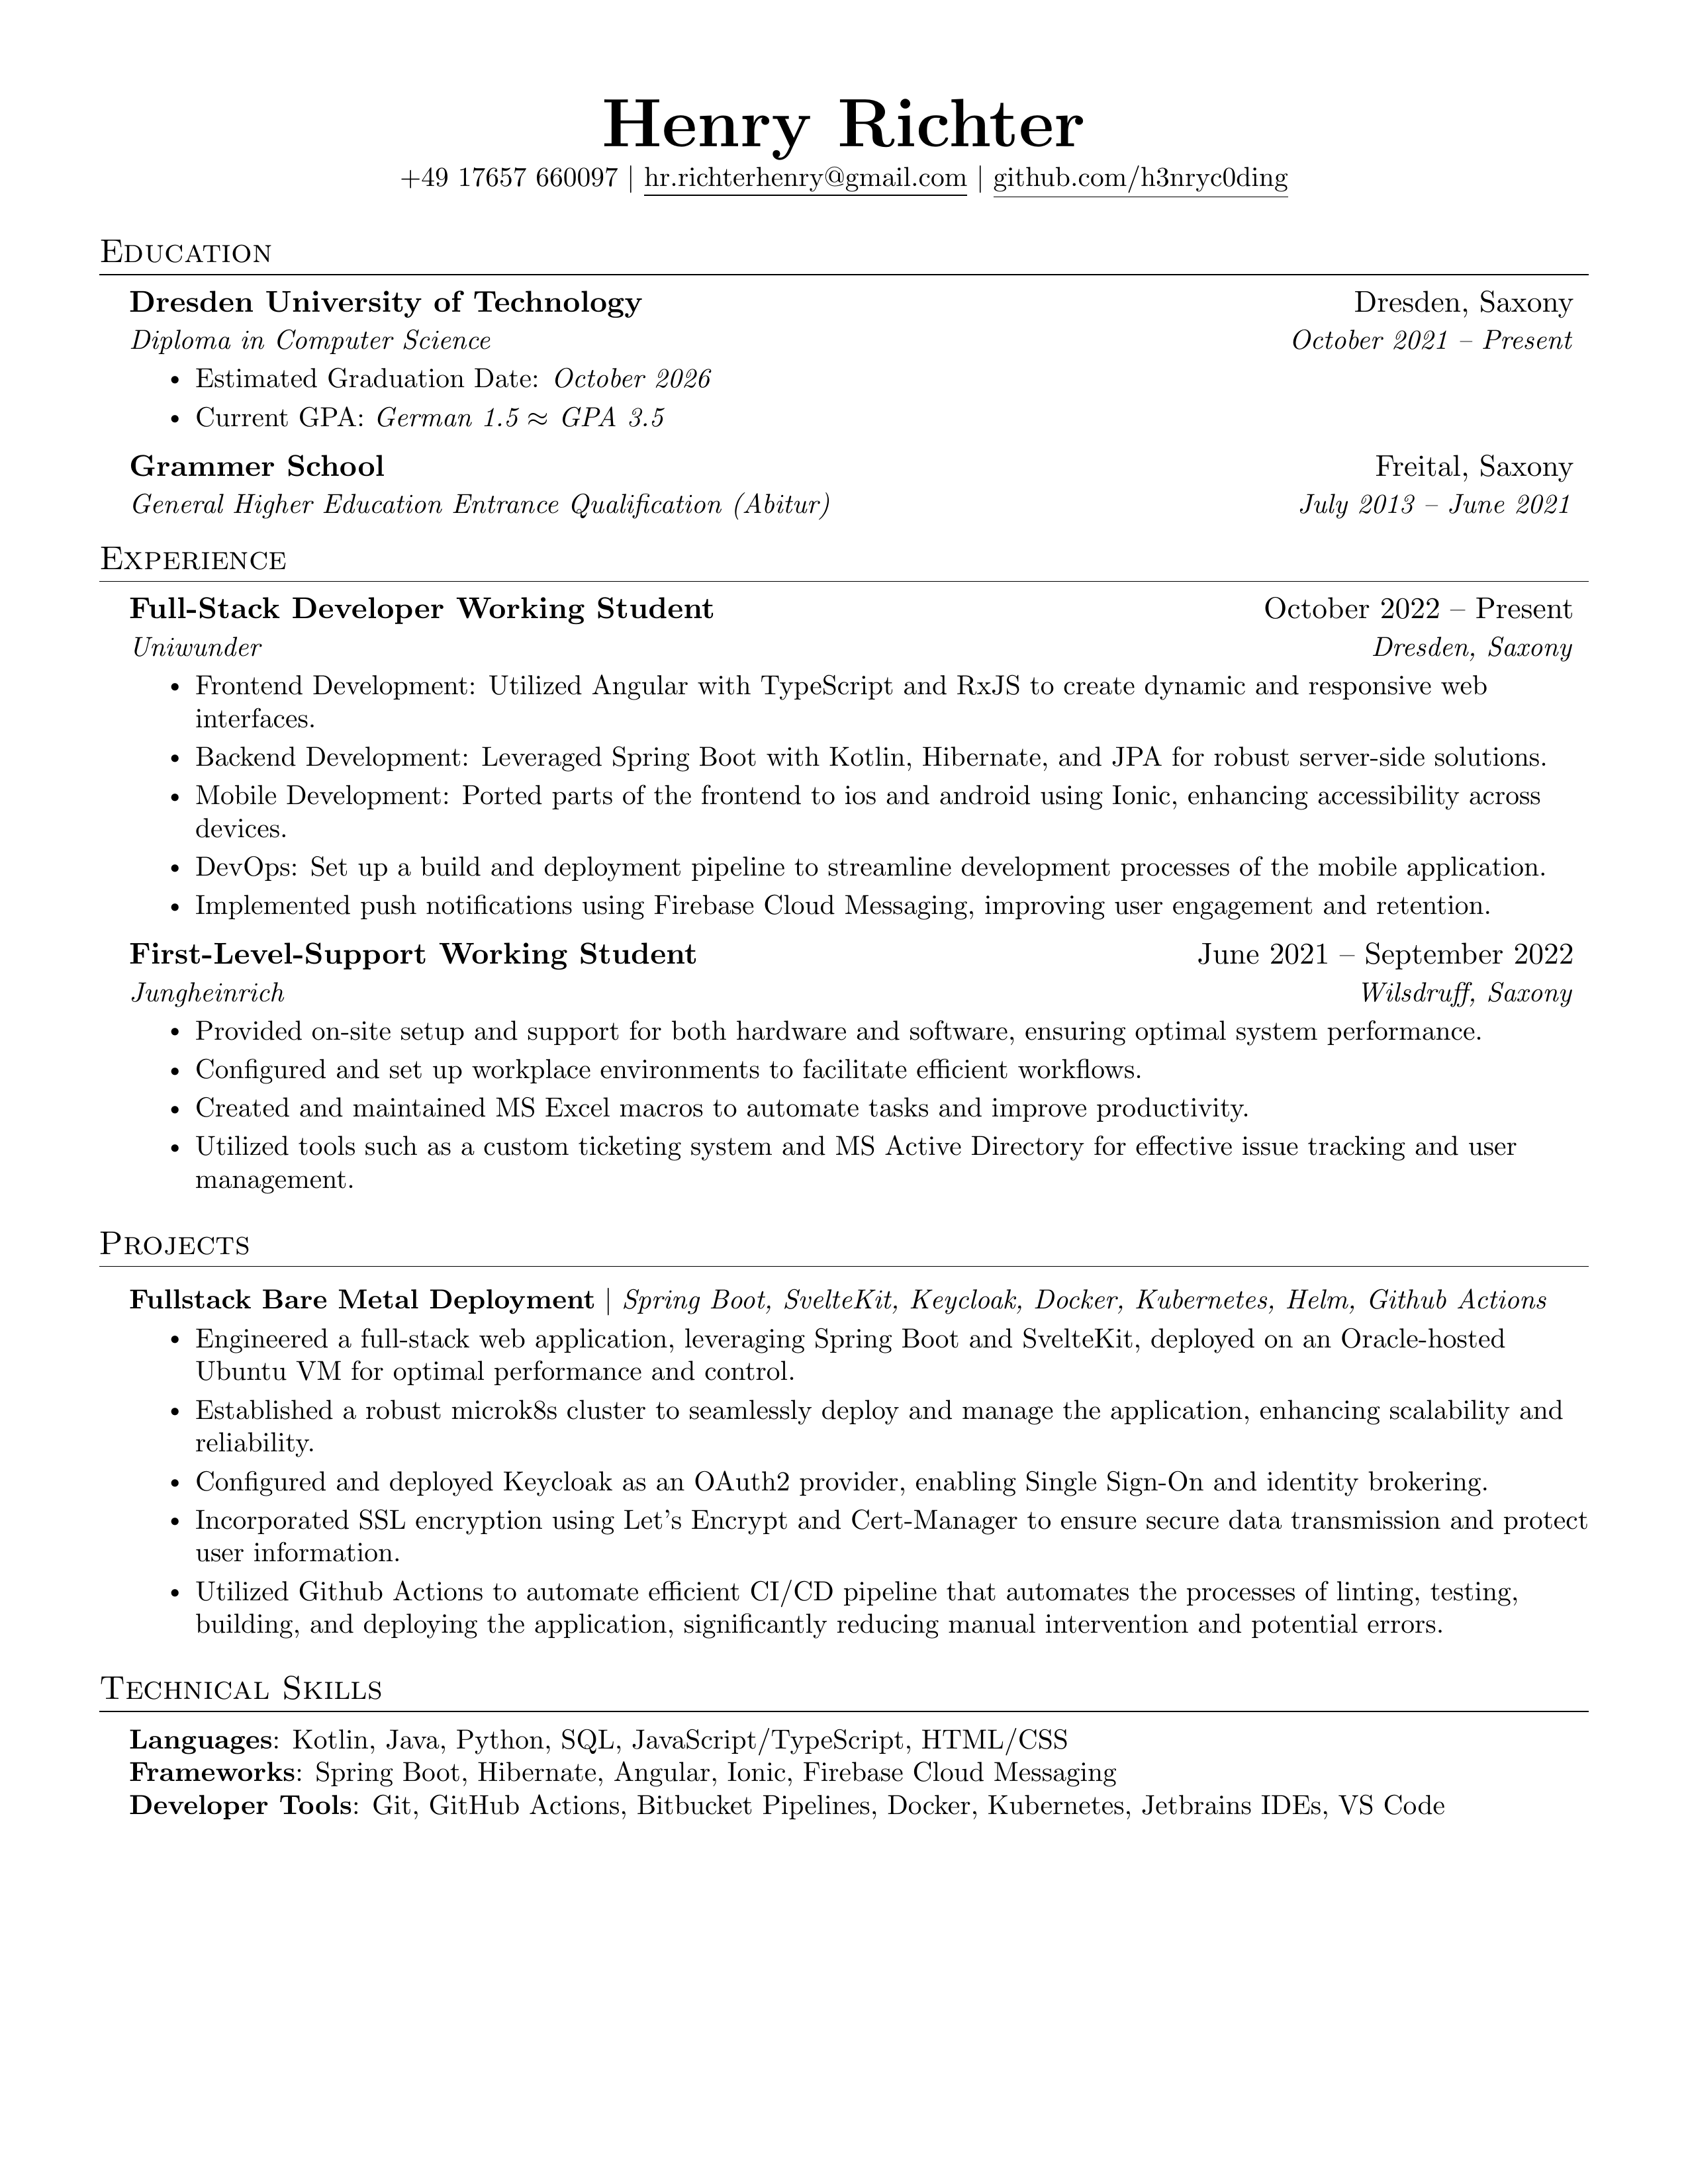 Henry Richter
+49 17657 660097 | hr.richterhenry@gmail.com | github.com/h3nryc0ding
Education
Dresden University of Technology Dresden, Saxony
Diploma in Computer Science October 2021 – Present
• Estimated Graduation Date: October 2026
• Current GPA: German 1.5 ≈ GPA 3.5
Grammer School Freital, Saxony
General Higher Education Entrance Qualification (Abitur) July 2013 – June 2021
Experience
Full-Stack Developer Working Student October 2022 – Present
Uniwunder Dresden, Saxony
• Frontend Development: Utilized Angular with TypeScript and RxJS to create dynamic and responsive web
interfaces.
• Backend Development: Leveraged Spring Boot with Kotlin, Hibernate, and JPA for robust server-side solutions.
• Mobile Development: Ported parts of the frontend to ios and android using Ionic, enhancing accessibility across
devices.
• DevOps: Set up a build and deployment pipeline to streamline development processes of the mobile application.
• Implemented push notifications using Firebase Cloud Messaging, improving user engagement and retention.
First-Level-Support Working Student June 2021 – September 2022
Jungheinrich Wilsdruff, Saxony
• Provided on-site setup and support for both hardware and software, ensuring optimal system performance.
• Configured and set up workplace environments to facilitate efficient workflows.
• Created and maintained MS Excel macros to automate tasks and improve productivity.
• Utilized tools such as a custom ticketing system and MS Active Directory for effective issue tracking and user
management.
Projects
Fullstack Bare Metal Deployment | Spring Boot, SvelteKit, Keycloak, Docker, Kubernetes, Helm, Github Actions
• Engineered a full-stack web application, leveraging Spring Boot and SvelteKit, deployed on an Oracle-hosted
Ubuntu VM for optimal performance and control.
• Established a robust microk8s cluster to seamlessly deploy and manage the application, enhancing scalability and
reliability.
• Configured and deployed Keycloak as an OAuth2 provider, enabling Single Sign-On and identity brokering.
• Incorporated SSL encryption using Let's Encrypt and Cert-Manager to ensure secure data transmission and protect
user information.
• Utilized Github Actions to automate efficient CI/CD pipeline that automates the processes of linting, testing,
building, and deploying the application, significantly reducing manual intervention and potential errors.
Technical Skills
Languages: Kotlin, Java, Python, SQL, JavaScript/TypeScript, HTML/CSS
Frameworks: Spring Boot, Hibernate, Angular, Ionic, Firebase Cloud Messaging
Developer Tools: Git, GitHub Actions, Bitbucket Pipelines, Docker, Kubernetes, Jetbrains IDEs, VS Code